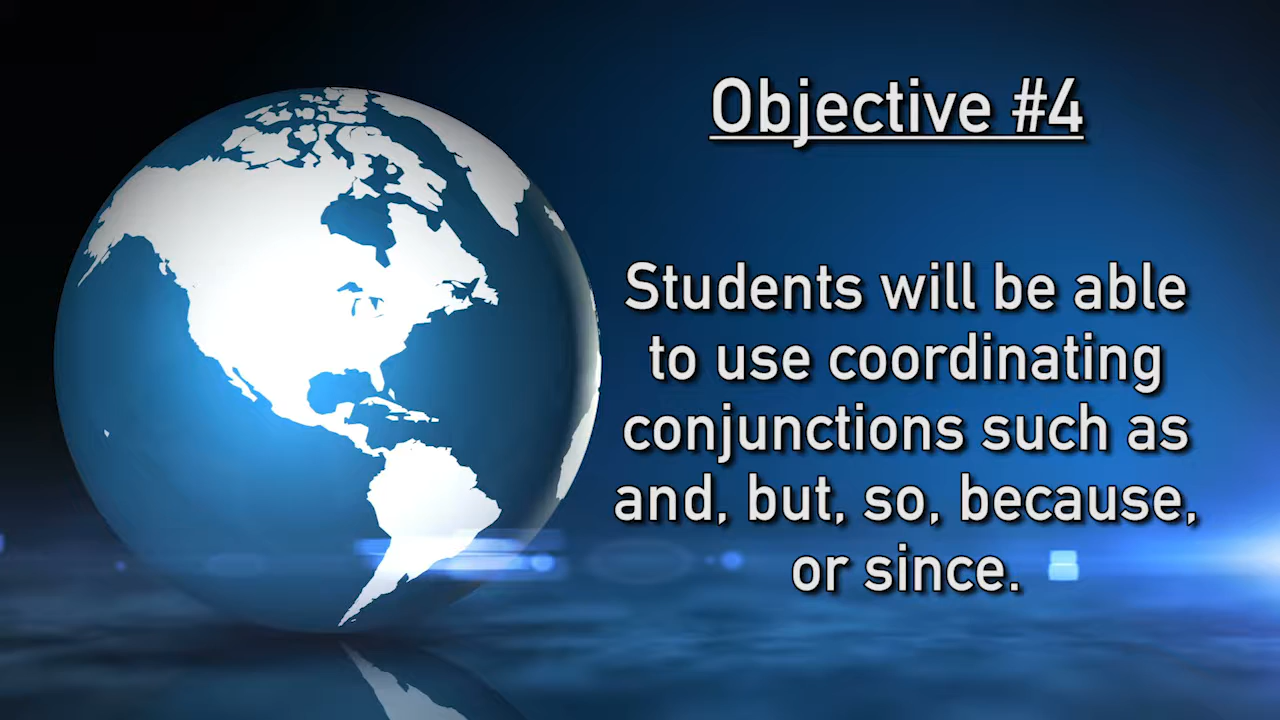 Objective #4
Students will be able
to use coordinating
conjunctions such as
and, but, so, because,
or since.